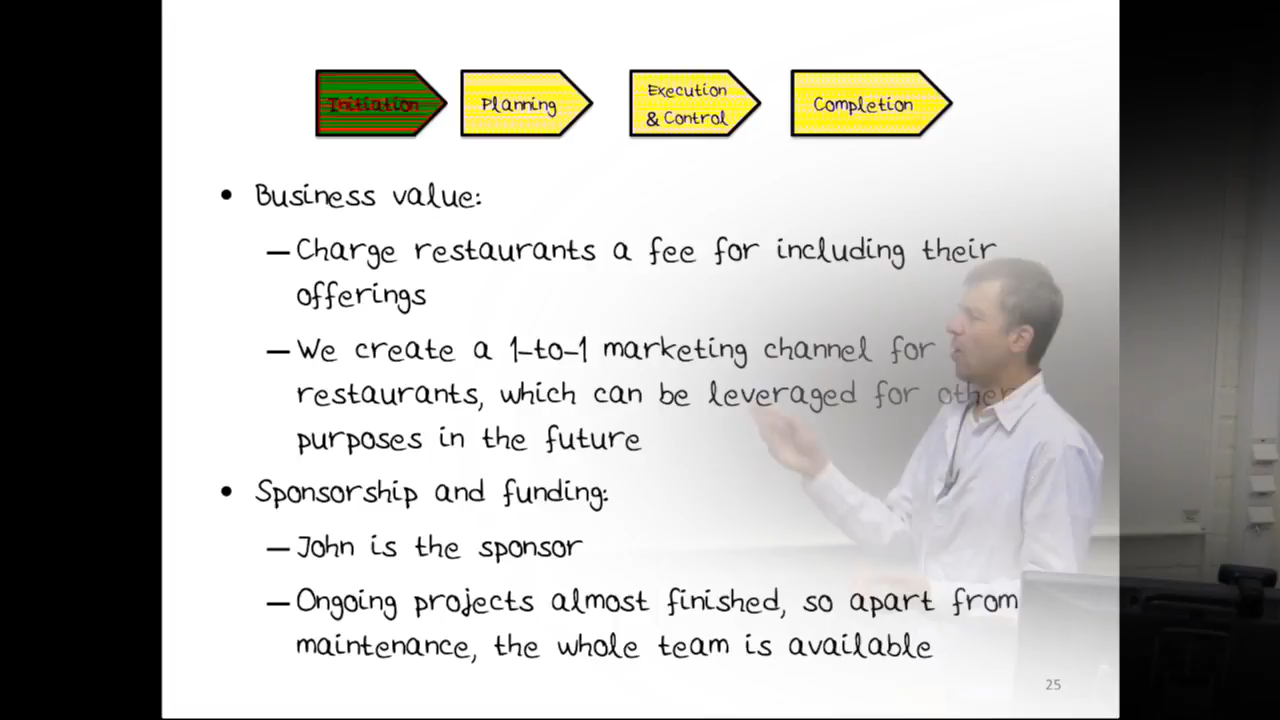 Initiation
Planning
Execution
& Control
Completion
• Business value:
– Charge restaurants a fee for including their
offerings
– We create a 1-to-1 marketing channel for
restaurants, which can be leveraged for other
purposes in the future
• Sponsorship and funding:
– John is the sponsor
– Ongoing projects almost finished, so apart from
maintenance, the whole team is available
25